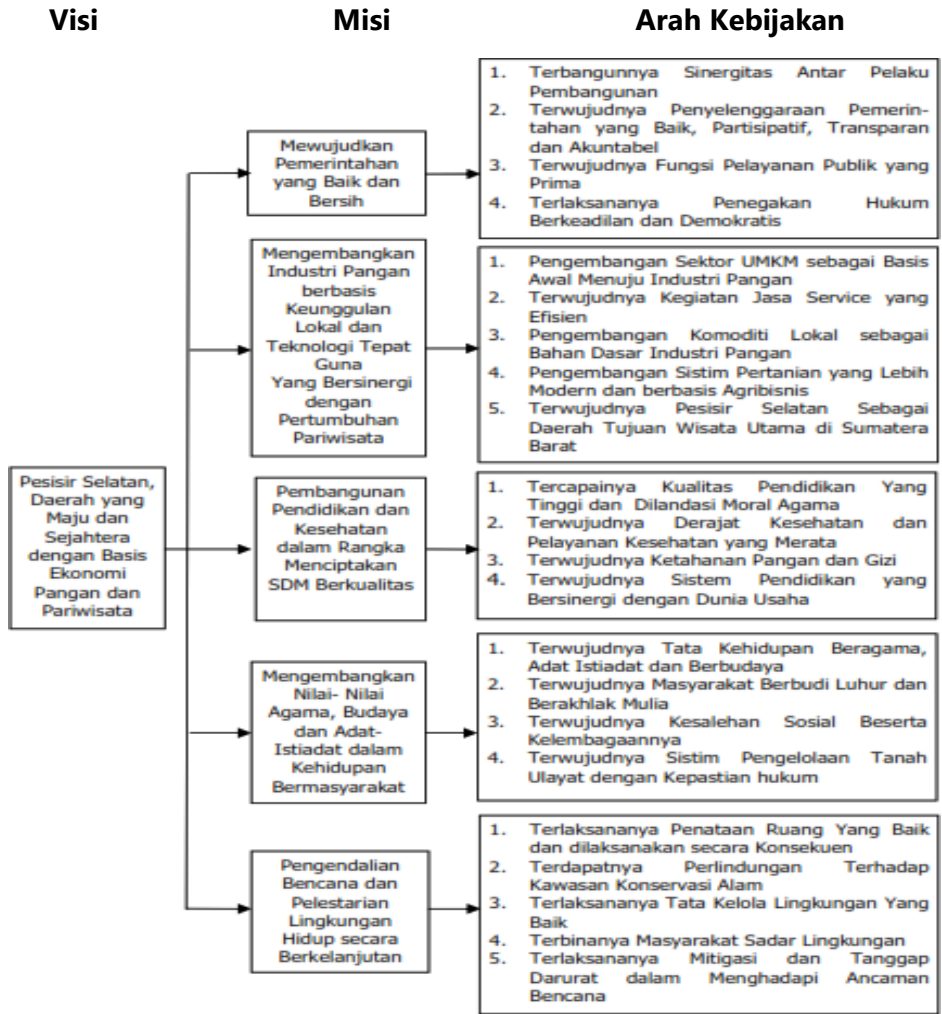 Visi Misi Arah Kebijakan
Pesisir Selatan,
Daerah yang
Maju dan
Sejahtera
dengan Basis
Ekonomi
Pangan dan
Pariwisata
Mewujudkan
Pemerintahan
yang Baik dan
Bersih
1. Terbangunnya Sinergitas Antar Pelaku
Pembangunan
2. Terwujudnya Penyelenggaraan Pemerin-
tahan yang Baik, Partisipatif, Transparan
dan Akuntabel
3. Terwujudnya Fungsi Pelayanan Publik yang
Prima
4. Terlaksananya Penegakan Hukum
Berkeadilan dan Demokratis
Mengembangkan
Industri Pangan
berbasis
Keunggulan
Lokal dan
Teknologi Tepat
Guna
Yang Bersinergi
dengan
Pertumbuhan
Pariwisata
1. Pengembangan Sektor UMKM sebagai Basis
Awal Menuju Industri Pangan
2. Terwujudnya Kegiatan Jasa Service yang
Efisien
3. Pengembangan Komoditi Lokal sebagai
Bahan Dasar Industri Pangan
4. Pengembangan Sistim Pertanian yang Lebih
Modern dan berbasis Agribisnis
5. Terwujudnya Pesisir Selatan Sebagai
Daerah Tujuan Wisata Utama di Sumatera
Barat
Pembangunan
Pendidikan dan
Kesehatan
dalam Rangka
Menciptakan
SDM Berkualitas
1. Tercapainya Kualitas Pendidikan Yang
Tinggi dan Dilandasi Moral Agama
2. Terwujudnya Derajat Kesehatan dan
Pelayanan Kesehatan yang Merata
3. Terwujudnya Ketahanan Pangan dan Gizi
4. Terwujudnya Sistem Pendidikan yang
Bersinergi dengan Dunia Usaha
Mengembangkan
Nilai- Nilai
Agama, Budaya
dan Adat-
Istiadat dalam
Kehidupan
Bermasyarakat
1. Terwujudnya Tata Kehidupan Beragama,
Adat Istiadat dan Berbudaya
2. Terwujudnya Masyarakat Berbudi Luhur dan
Berakhlak Mulia
3. Terwujudnya Kesalehan Sosial Beserta
Kelembagaannya
4. Terwujudnya Sistim Pengelolaan Tanah
Ulayat dengan Kepastian hukum
Pengendalian
Bencana dan
Pelestarian
Lingkungan
Hidup secara
Berkelanjutan
1. Terlaksananya Penataan Ruang Yang Baik
dan dilaksanakan secara Konsekuen
2. Terdapatnya Perlindungan Terhadap
Kawasan Konservasi Alam
3. Terlaksananya Tata Kelola Lingkungan Yang
Baik
4. Terbinanya Masyarakat Sadar Lingkungan
5. Terlaksananya Mitigasi dan Tanggap
Darurat dalam Menghadapi Ancaman
Bencana